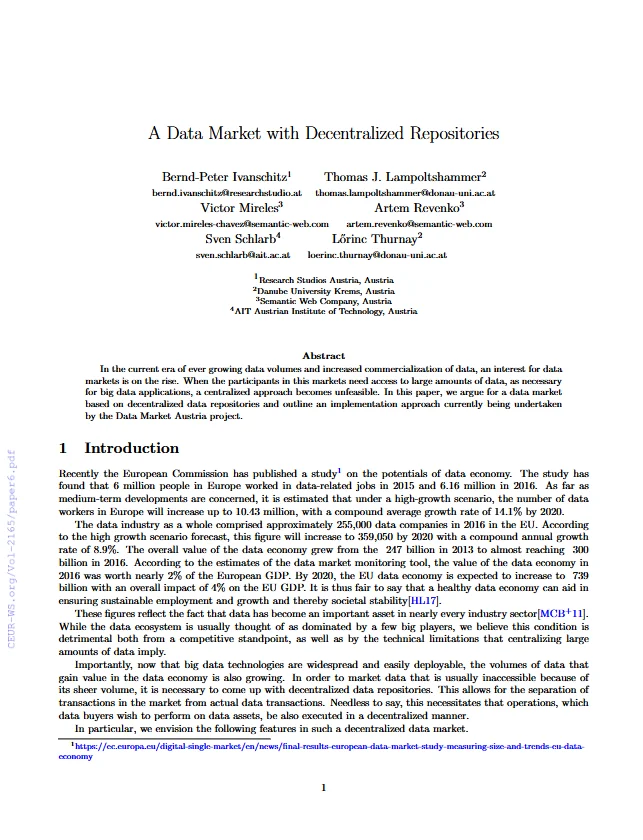 A Data Market with Decentralized Repositories
Bernd-Peter Ivanschitz1 Thomas J. Lampoltshammer2
bernd.ivanschitz@researchstudio.at thomas.lampoltshammer@donau-uni.ac.at
Victor Mireles3 Artem Revenko3
victor.mireles-chavez@semantic-web.com artem.revenko@semantic-web.com
Sven Schlarb4 Lőrinc Thurnay2
sven.schlarb@ait.ac.at loerinc.thurnay@donau-uni.ac.at
1Research Studios Austria, Austria
2Danube University Krems, Austria
3Semantic Web Company, Austria
4AIT Austrian Institute of Technology, Austria
Abstract
In the current era of ever growing data volumes and increased commercialization of data, an interest for data
markets is on the rise. When the participants in this markets need access to large amounts of data, as necessary
for big data applications, a centralized approach becomes unfeasible. In this paper, we argue for a data market
based on decentralized data repositories and outline an implementation approach currently being undertaken
by the Data Market Austria project.
1 Introduction
Recently the European Commission has published a study1 on the potentials of data economy. The study has
found that 6 million people in Europe worked in data-related jobs in 2015 and 6.16 million in 2016. As far as
medium-term developments are concerned, it is estimated that under a high-growth scenario, the number of data
workers in Europe will increase up to 10.43 million, with a compound average growth rate of 14.1% by 2020.
The data industry as a whole comprised approximately 255,000 data companies in 2016 in the EU. According
to the high growth scenario forecast, this figure will increase to 359,050 by 2020 with a compound annual growth
rate of 8.9%. The overall value of the data economy grew from the 247 billion in 2013 to almost reaching 300
billion in 2016. According to the estimates of the data market monitoring tool, the value of the data economy in
2016 was worth nearly 2% of the European GDP. By 2020, the EU data economy is expected to increase to 739
billion with an overall impact of 4% on the EU GDP. It is thus fair to say that a healthy data economy can aid in
ensuring sustainable employment and growth and thereby societal stability[HL17].
These figures reflect the fact that data has become an important asset in nearly every industry sector[MCB+11].
While the data ecosystem is usually thought of as dominated by a few big players, we believe this condition is
detrimental both from a competitive standpoint, as well as by the technical limitations that centralizing large
amounts of data imply.
Importantly, now that big data technologies are widespread and easily deployable, the volumes of data that
gain value in the data economy is also growing. In order to market data that is usually inaccessible because of
its sheer volume, it is necessary to come up with decentralized data repositories. This allows for the separation of
transactions in the market from actual data transactions. Needless to say, this necessitates that operations, which
data buyers wish to perform on data assets, be also executed in a decentralized manner.
In particular, we envision the following features in such a decentralized data market.
1https://ec.europa.eu/digital-single-market/en/news/final-results-european-data-market-study-measuring-size-and-trends-eu-data-
economy
1
CEUR-WS.org/Vol-2165/paper6.pdf